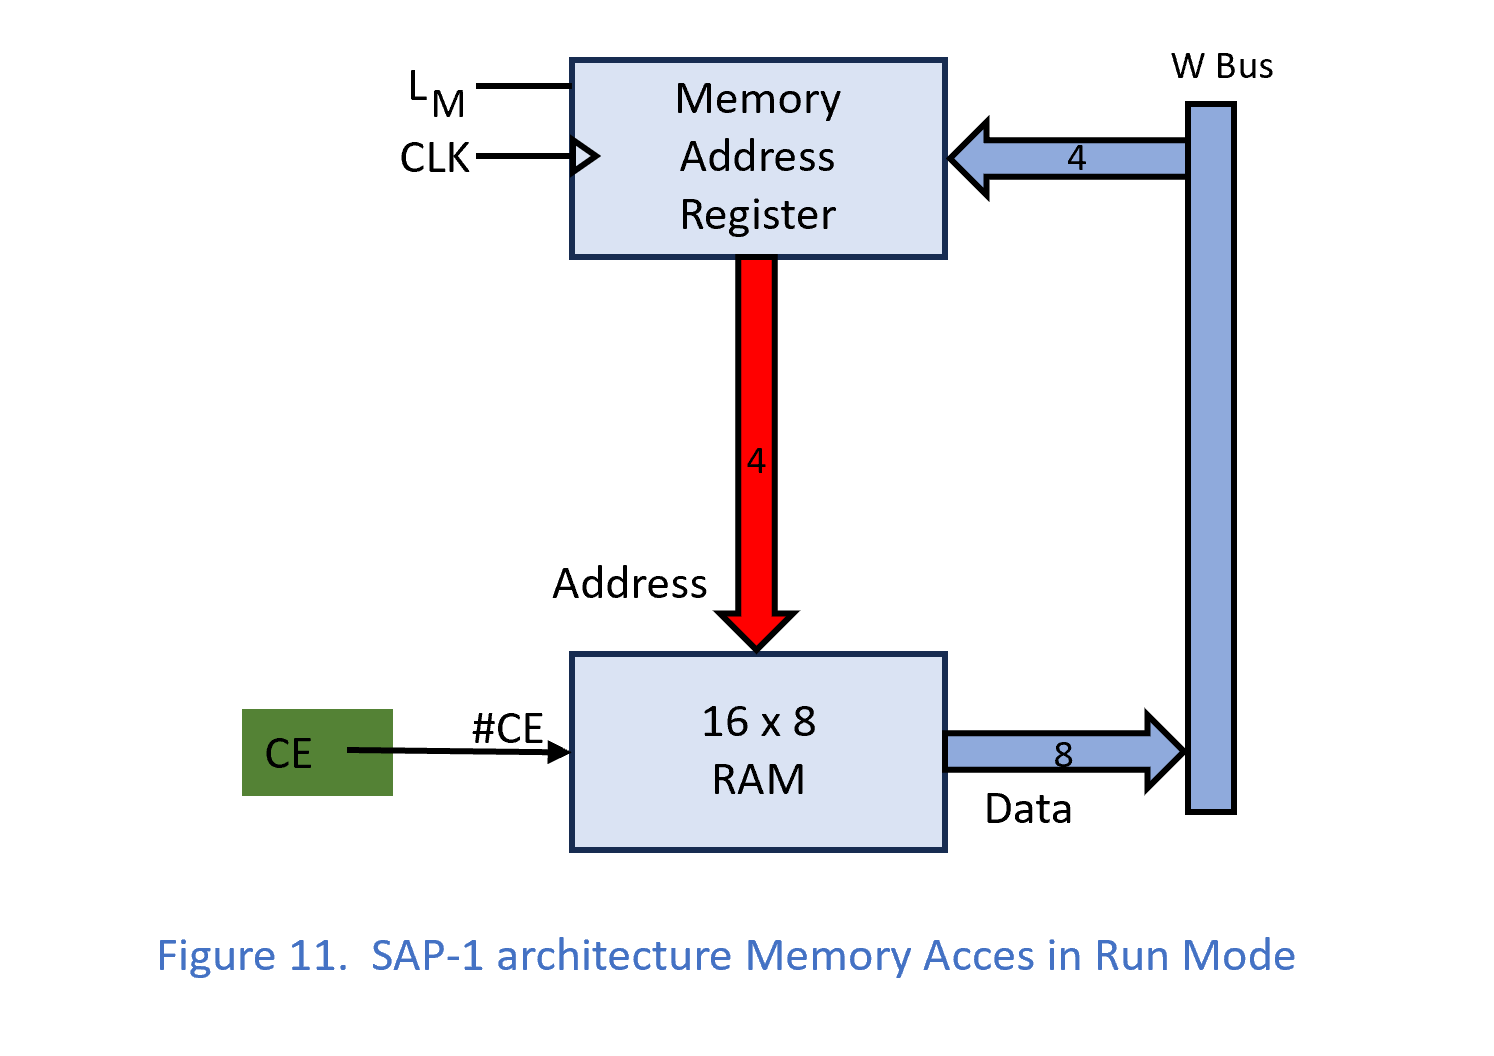 W Bus
L M
CLK
Memory
Address
Register
4
4
Address
CE
#CE
16 x 8
RAM
8
Data
Figure 11. SAP-1 architecture Memory Acces in Run Mode